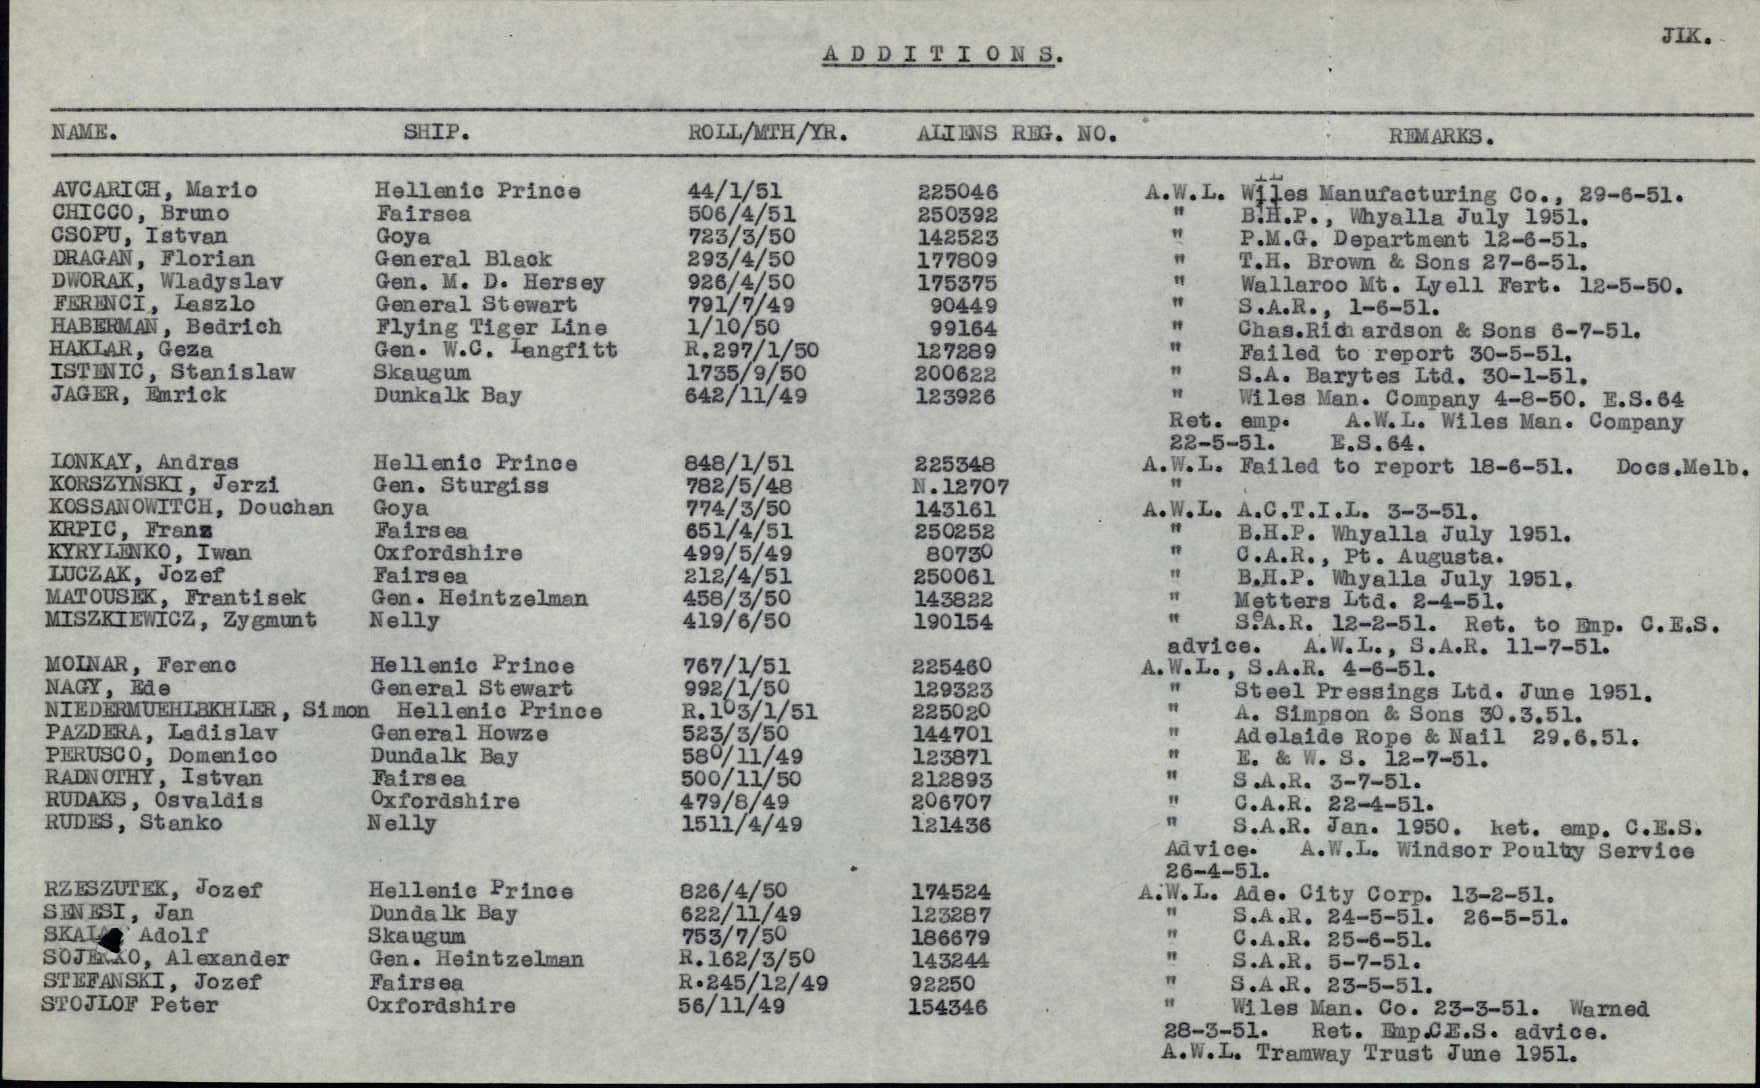 JIK.
ADDITIONS.
NAME. SHIP. ROLL/MTH/YR. ALIENS REG. NO. REMARKS.
AVCARICH, Mario Hellenic Prince 44/1/51 225046 A.W.L. Wiles Manufacturing Co., 29-6-51.
CHICCO, Bruno Fairsea 506/4/51 250392 " B.H.P., Whyalla July 1951.
CSOPU, Istvan Goya 723/3/50 142523 " P.M.G. Department 12-6-51.
DRAGAN, Florian General Black 293/4/50 177809 " T.H. Brown & Sons 27-6-51.
DWORAK, Wladyslav Gen. M. D. Hersey 926/4/50 175375 " Wallaroo Mt. Lyell Fert. 12-5-50.
FERENCI, Laszlo General Stewart 791/7/49 90449 " S.A.R., 1-6-51.
HABERMAN, Bedrich Flying Tiger Line 1/10/50 99164 " Chas.Richardson & Sons 6-7-51.
HAKLAR, Geza Gen. W.C. Langfitt R.297/1/50 127289 " Failed to report 30-5-51.
ISTENIC, Stanislaw Skaugum 1735/9/50 200622 " S.A. Barytes Ltd. 30-1-51.
JAGER, Emrick Dunkalk Bay 642/11/49 123926 " Wiles Man. Company 4-8-50. E.S.64
Ret. emp. A.W.L. Wiles Man. Company
22-5-51. E.S.64.
LONKAY, Andras Hellenic Prince 848/1/51 225348 A.W.L. Failed to report 18-6-51. Docs.Melb.
KORSZYNSKI, Jerzi Gen. Sturgiss 782/5/48 N.12707 "
KOSSANOWITCH, Douchan Goya 774/3/50 143161 A.W.L. A.C.T.I.L. 3-3-51.
KRPIC, Franz Fairsea 651/4/51 250252 " B.H.P. Whyalla July 1951.
KYRYLENKO, Iwan Oxfordshire 499/5/49 80730 " C.A.R., Pt. Augusta.
LUCZAK, Jozef Fairsea 212/4/51 250061 " B.H.P. Whyalla July 1951.
MATOUSEK, Frantisek Gen. Heintzelman 458/3/50 143822 " Metters Ltd. 2-4-51.
MISZKIEWICZ, Zygmunt Nelly 419/6/50 190154 " S.A.R. 12-2-51. Ret. to Emp. C.E.S.
advice. A.W.L., S.A.R. 11-7-51.
MOLNAR, Ferenc Hellenic Prince 767/1/51 225460 A.W.L., S.A.R. 4-6-51.
NAGY, Ede General Stewart 992/1/50 129323 " Steel Pressings Ltd. June 1951.
NIEDERMUEHLBKHLER, Simon Hellenic Prince R.103/1/51 225020 " A. Simpson & Sons 30.3.51.
PAZDERA, Ladislav General Howze 523/3/50 144701 " Adelaide Rope & Nail 29.6.51.
PERUSCO, Domenico Dundalk Bay 580/11/49 123871 " E. & W. S. 12-7-51.
RADNOTHY, Istvan Fairsea 500/11/50 212893 " S.A.R. 3-7-51.
RUDAKS, Osvaldis Oxfordshire 479/8/49 206707 " C.A.R. 22-4-51.
RUDES, Stanko Nelly 1511/4/49 121436 " S.A.R. Jan. 1950. Ret. emp. C.E.S.
Advice. A.W.L. Windsor Poultry Service
26-4-51.
RZESZUTEK, Jozef Hellenic Prince 826/4/50 174524 A.W.L. Ade. City Corp. 13-2-51.
SENESI, Jan Dundalk Bay 622/11/49 123287 " S.A.R. 24-5-51. 26-5-51.
Adolf Skaugum 753/7/50 186679 " C.A.R. 25-6-51.
Alexander Gen. Heintzelman R.162/3/50 143244 " S.A.R. 5-7-51.
STEFANSKI, Jozef Fairsea R.245/12/49 92250 " S.A.R. 23-5-51.
STOJLOF Peter Oxfordshire 56/11/49 154346 " Wiles Man. Co. 23-3-51. Warned
28-3-51. Ret. Emp.C.E.S. advice.
A.W.L. Tramway Trust June 1951.